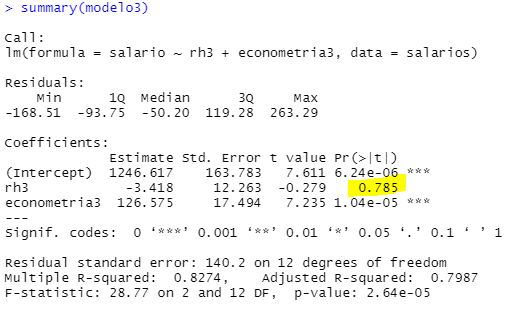 > summary(modelo3)
Call:
lm(formula = salario ~ rh3 + econometria3, data = salarios)
Residuals:
Min 1Q Median 3Q Max
-168.51 -93.75 -50.20 119.28 263.29
Coefficients:
Estimate Std. Error t value Pr(>|t|)
(Intercept) 1246.617 163.783 7.611 6.24e-06 ***
rh3 -3.418 12.263 -0.279 0.785
econometria3 126.575 17.494 7.235 1.04e-05 ***
---
Signif. codes: 0 ‘***’ 0.001 ‘**’ 0.01 ‘*’ 0.05 ‘.’ 0.1 ‘ ’ 1
Residual standard error: 140.2 on 12 degrees of freedom
Multiple R-squared: 0.8274, Adjusted R-squared: 0.7987
F-statistic: 28.77 on 2 and 12 DF, p-value: 2.64e-05